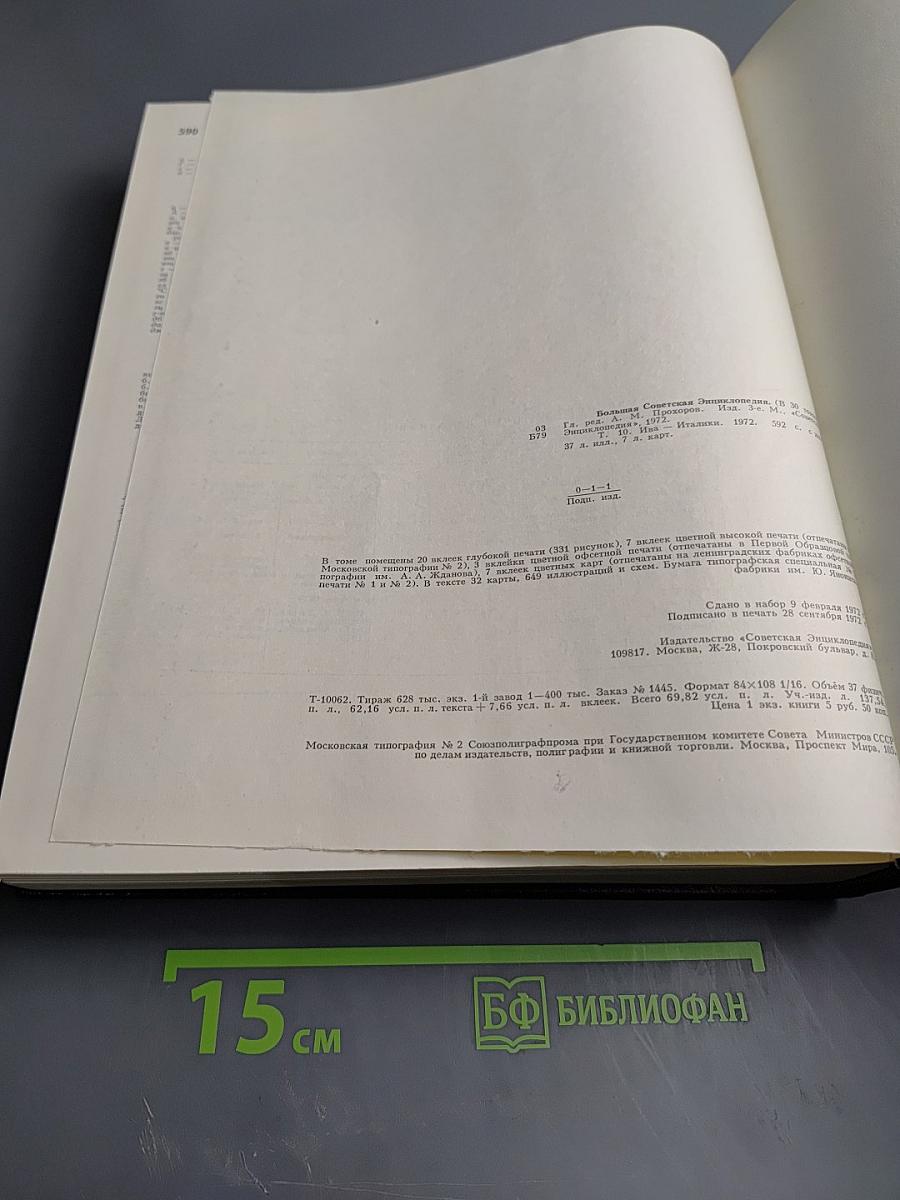 590
Большая Советская Энциклопедия. (В 30
03 Гл. ред. А. М. Прохоров. Изд. 3-е. М.,
Б79 Энциклопедия», 1972.
Т. 10. Ива — Италики. 1972. 592 с. с
37 л. илл., 7 л. карт.
0—1—1
Подп. изд.
В томе помещены 20 вклеек глубокой печати (331 рисунок), 7 вклеек цветной высокой печати (отпечатаны
Московской типографии № 2), 3 вклейки цветной офсетной печати (отпечатаны в Первой Образцовой
пографии им. А. А. Жданова), 7 вклеек цветных карт (отпечатаны на ленинградских фабриках офсетной
печати № 1 и № 2). В тексте 32 карты, 649 иллюстраций и схем. Бумага типографская специальная
фабрики им. Ю.
Сдано в набор 9 февраля 1972
Подписано в печать 28 сентября 1972
Издательство «Советская Энциклопедия»
109817. Москва, Ж-28, Покровский бульвар, д.
Т-10062. Тираж 628 тыс. экз. 1-й завод 1—400 тыс. Заказ № 1445. Формат 84×108 1/16. Объём 37
п. л., 62,16 усл. п. л. текста + 7,66 усл. п. л. вклеек. Всего 69,82 усл. п. л. Уч.-изд. л. 137,54
Цена 1 экз. книги 5 руб. 50 коп.
Московская типография № 2 Союзполиграфпрома при Государственном комитете Совета Министров СССР
по делам издательств, полиграфии и книжной торговли. Москва, Проспект Мира, 105.
15 см
БФ БИБЛИОФАН